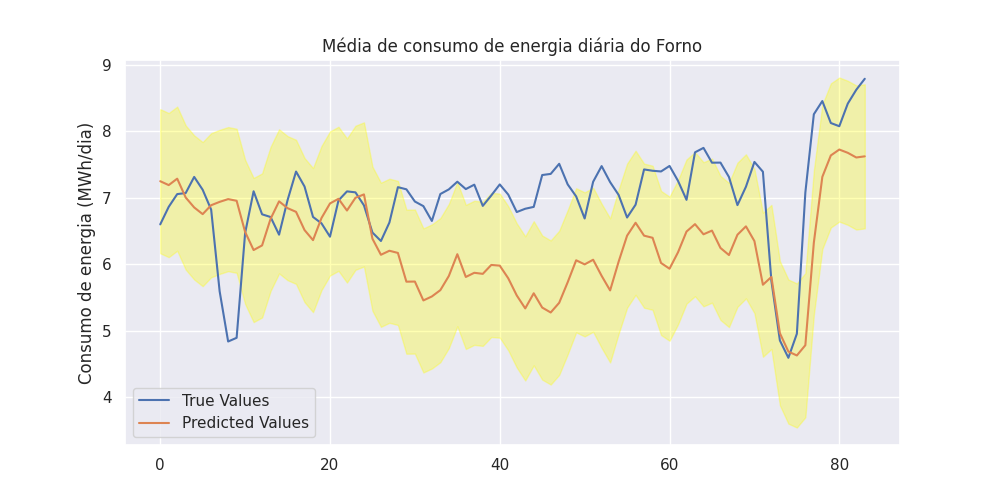 Média de consumo de energia diária do Forno
Consumo de energia (MWh/dia)
9
8
7
6
5
4
0
20
40
60
80
True Values
Predicted Values